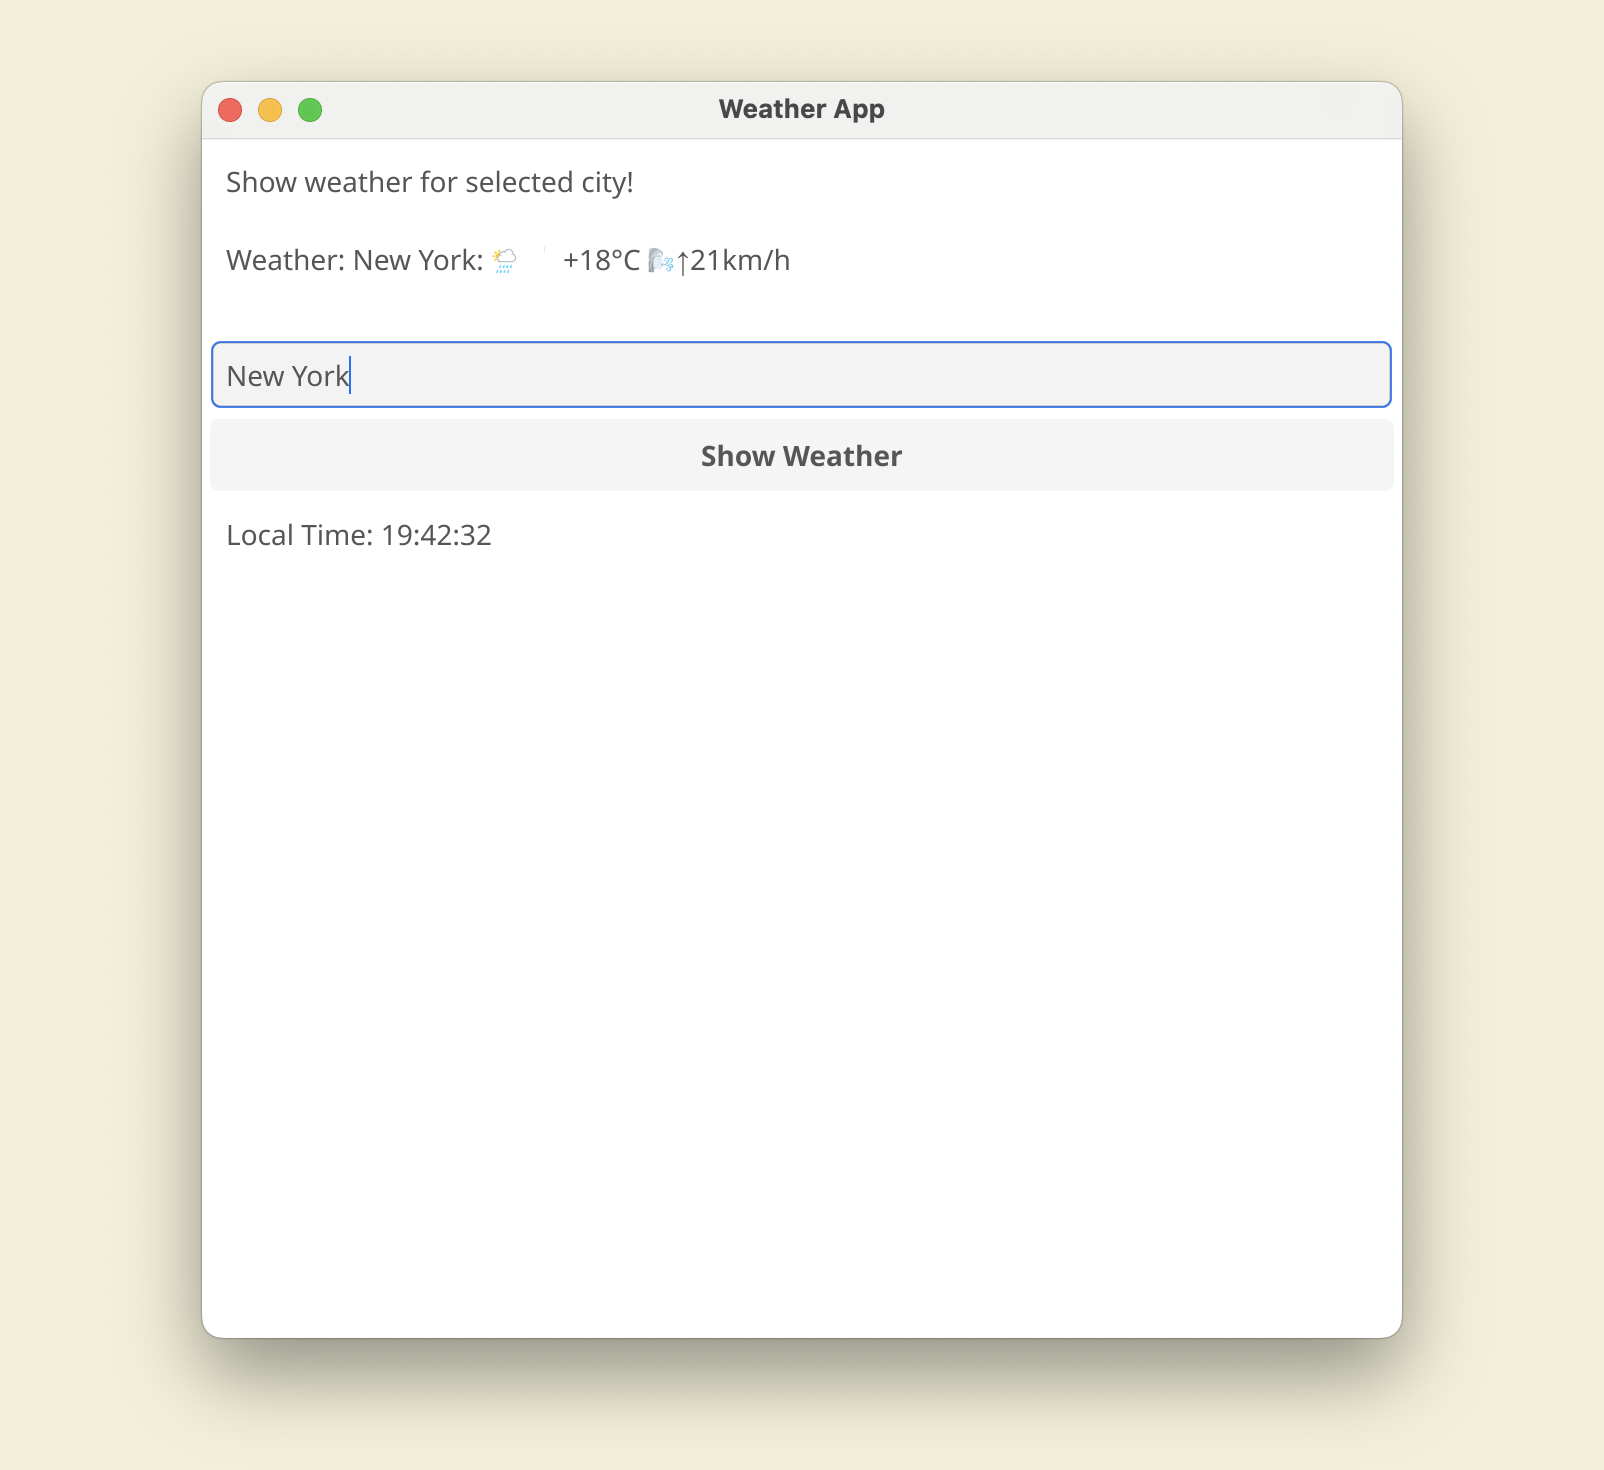 Weather App
Show weather for selected city!
Weather: New York: 🌦 +18°C 🌬↑21km/h
New York
Show Weather
Local Time: 19:42:32